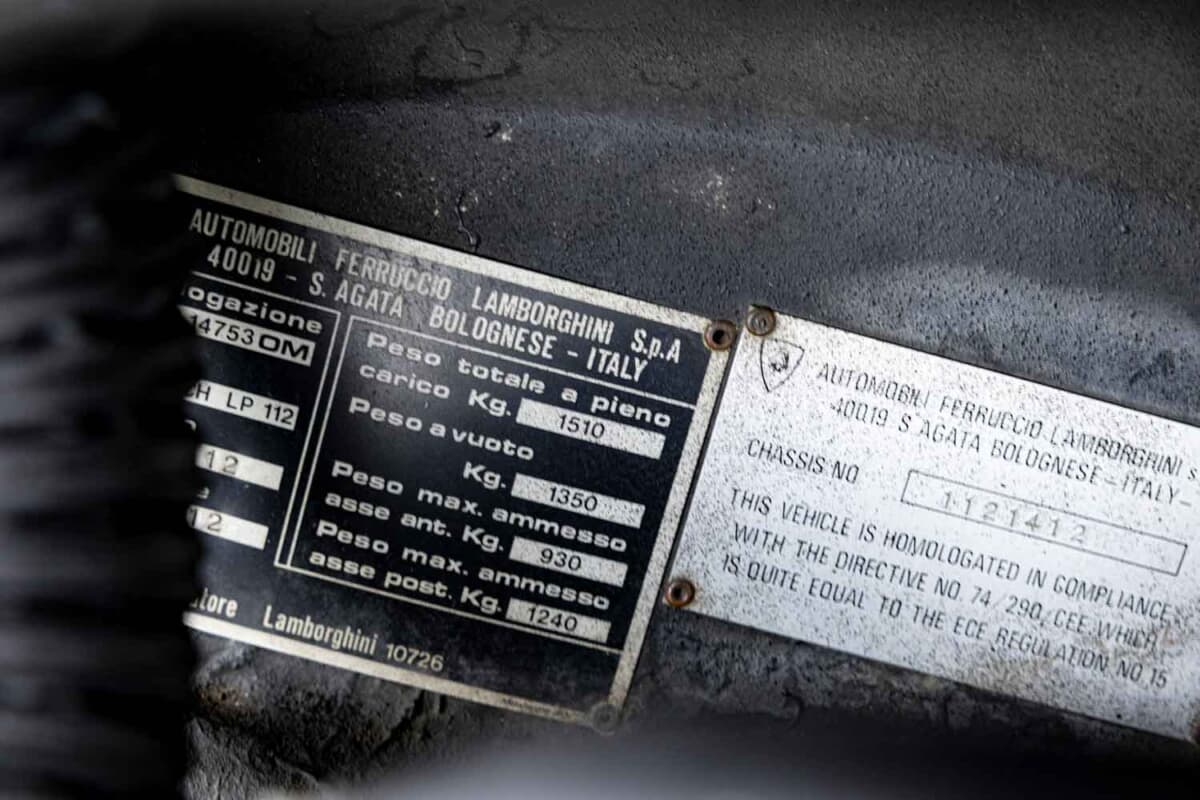 AUTOMOBILI FERRUCCIO LAMBORGHINI S.p.A
40019 - S. AGATA BOLOGNESE - ITALY
ogazione
14753 OM
H LP 112
12
12
Peso totale a pieno
carico Kg. 1510
Peso a vuoto
Kg. 1350
Peso max. ammesso
asse ant. Kg. 930
Peso max. ammesso
asse post. Kg. 1240
tore Lamborghini 10726
AUTOMOBILI FERRUCCIO LAMBORGHINI S
40019 S AGATA BOLOGNESE - ITALY -
CHASSIS NO 1121412
THIS VEHICLE IS HOMOLOGATED IN COMPLIANCE
WITH THE DIRECTIVE NO 74/290/CEE WHICH
IS QUITE EQUAL TO THE ECE REGULATION NO 15